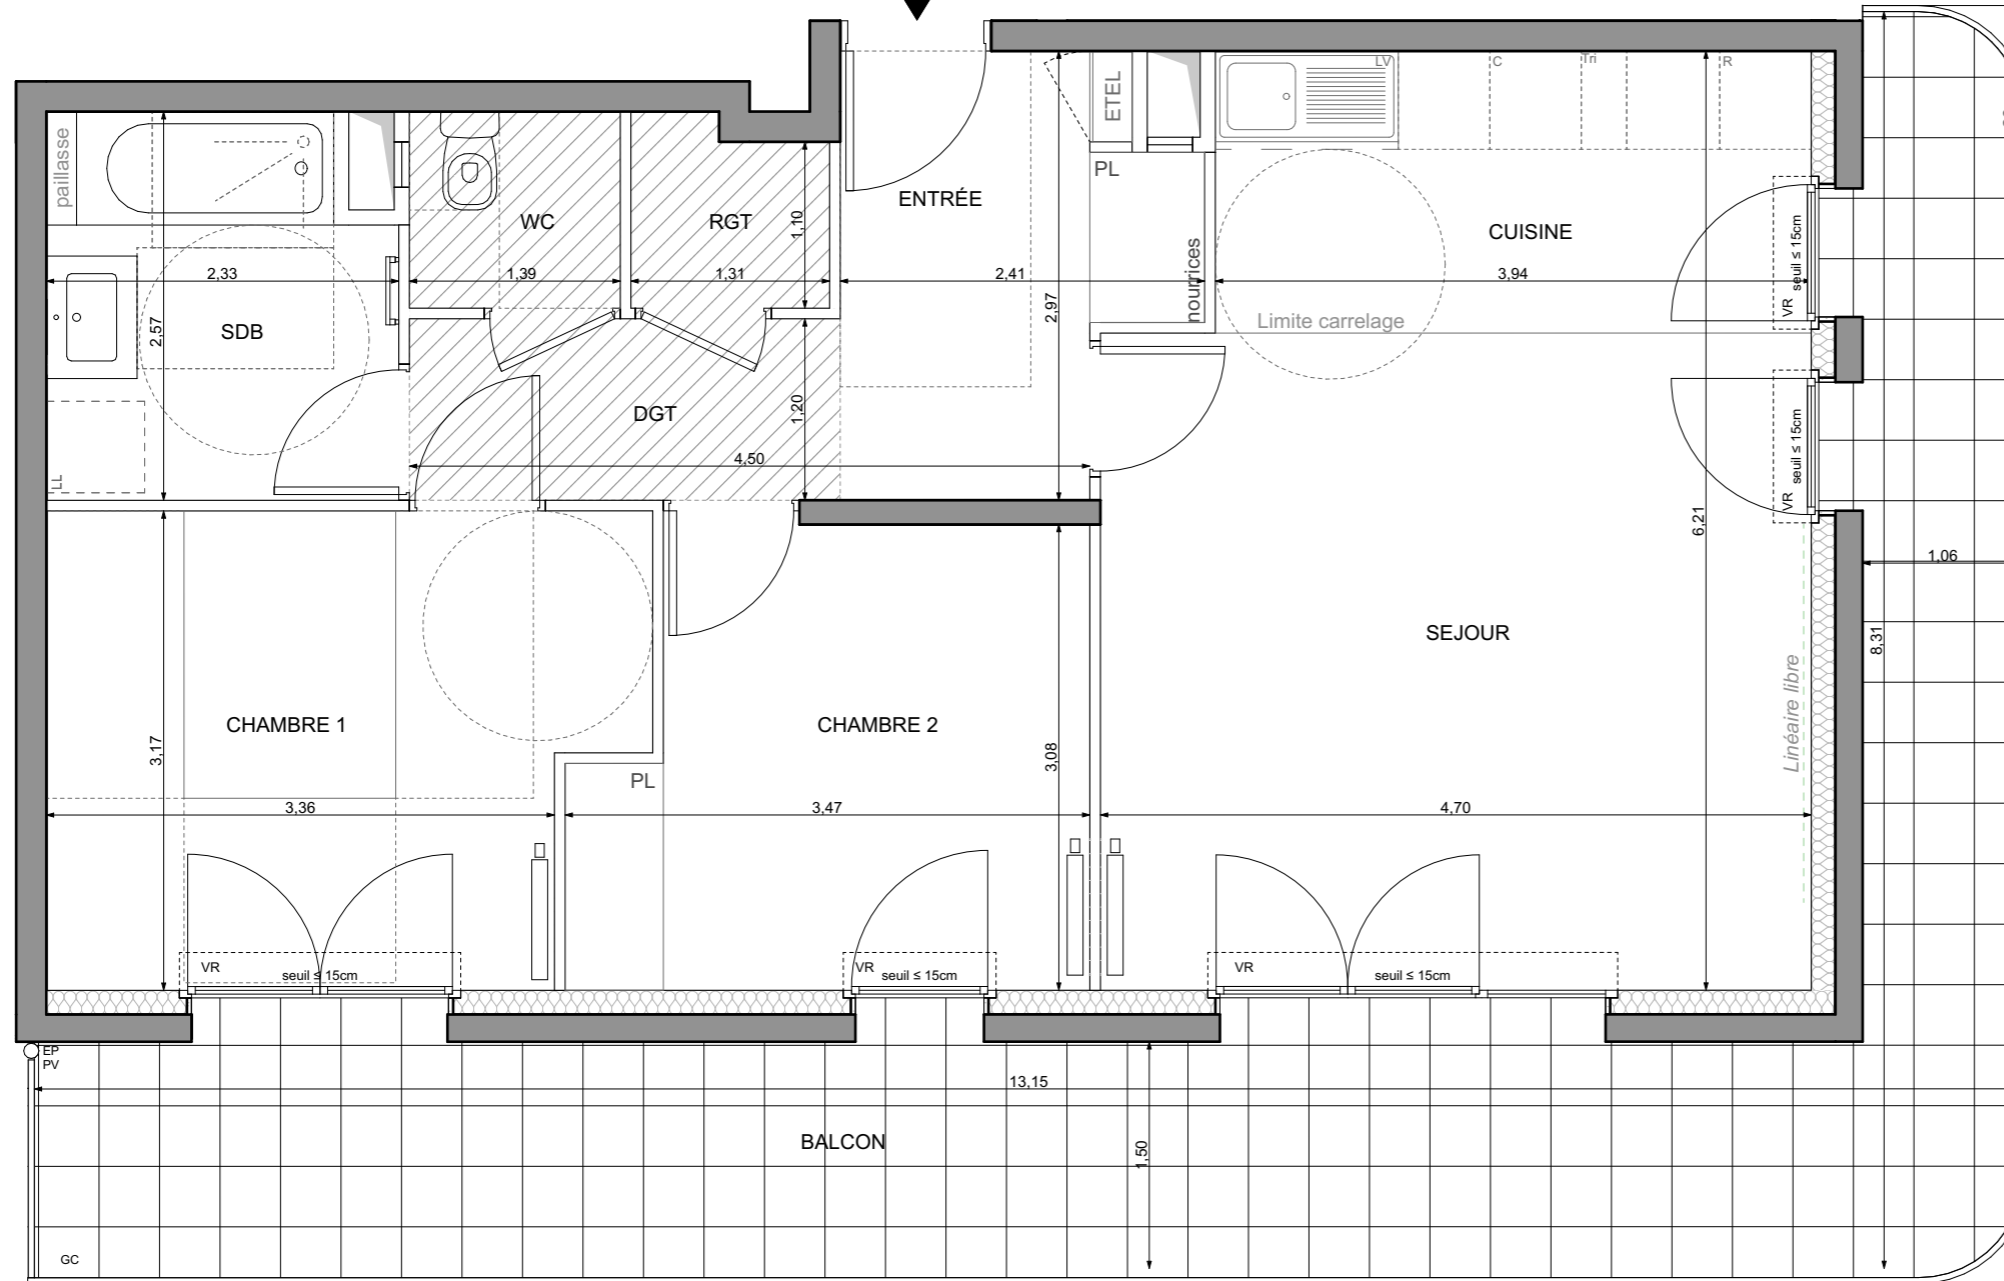 LV
C
Tri
R
ETEL
paillasse
PL
ENTRÉE
WC
RGT
1,10
CUISINE
seuil ≤ 15cm
VR
2,33
1,39
1,31
2,41
nourrices
3,94
2,97
Limite carrelage
SDB
2,57
DGT
1,20
seuil ≤ 15cm
VR
4,50
LL
6,21
1,06
SEJOUR
8,31
Linéaire libre
CHAMBRE 1
CHAMBRE 2
3,17
3,08
PL
3,36
3,47
4,70
VR
seuil ≤ 15cm
VR
seuil ≤ 15cm
VR
seuil ≤ 15cm
EP
PV
13,15
BALCON
1,50
GC